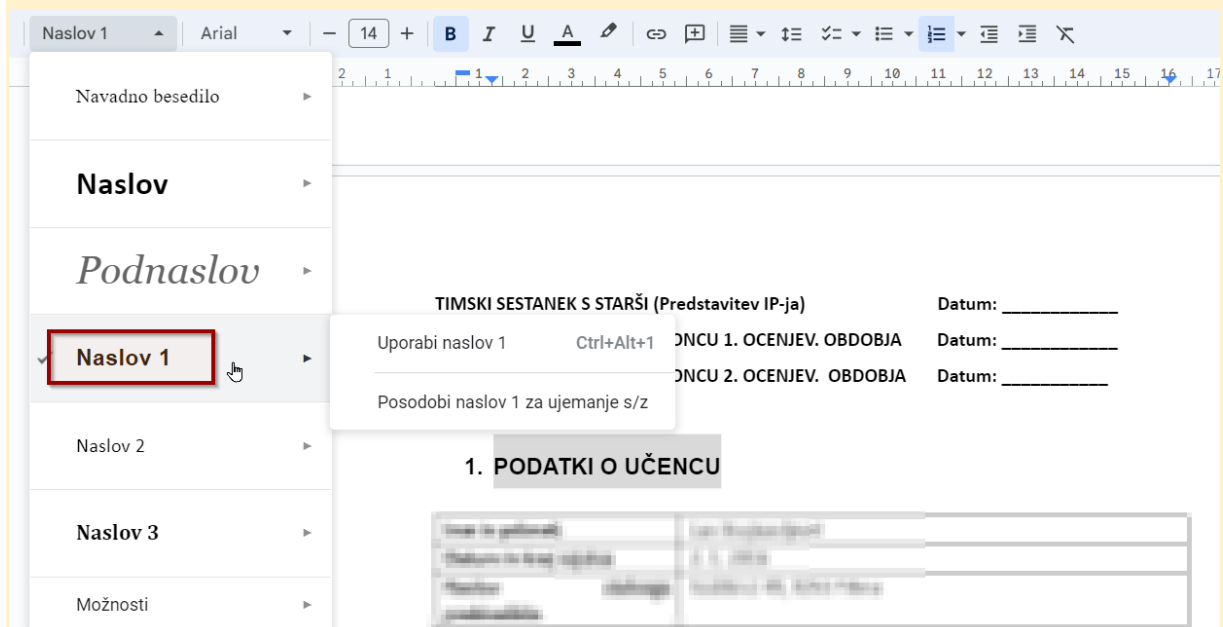 Naslov 1 Arial − 14 + B I U A
2 1 1 2 3 4 5 6 7 8 9 10 11 12 13 14 15 16 17
Navadno besedilo
Naslov
Podnaslov
Naslov 1
Naslov 2
Naslov 3
Možnosti
Uporabi naslov 1 Ctrl+Alt+1
Posodobi naslov 1 za ujemanje s/z
TIMSKI SESTANEK S STARŠI (Predstavitev IP-ja) Datum: ____________
ONCU 1. OCENJEV. OBDOBJA Datum: ____________
ONCU 2. OCENJEV. OBDOBJA Datum: ___________
1. PODATKI O UČENCU